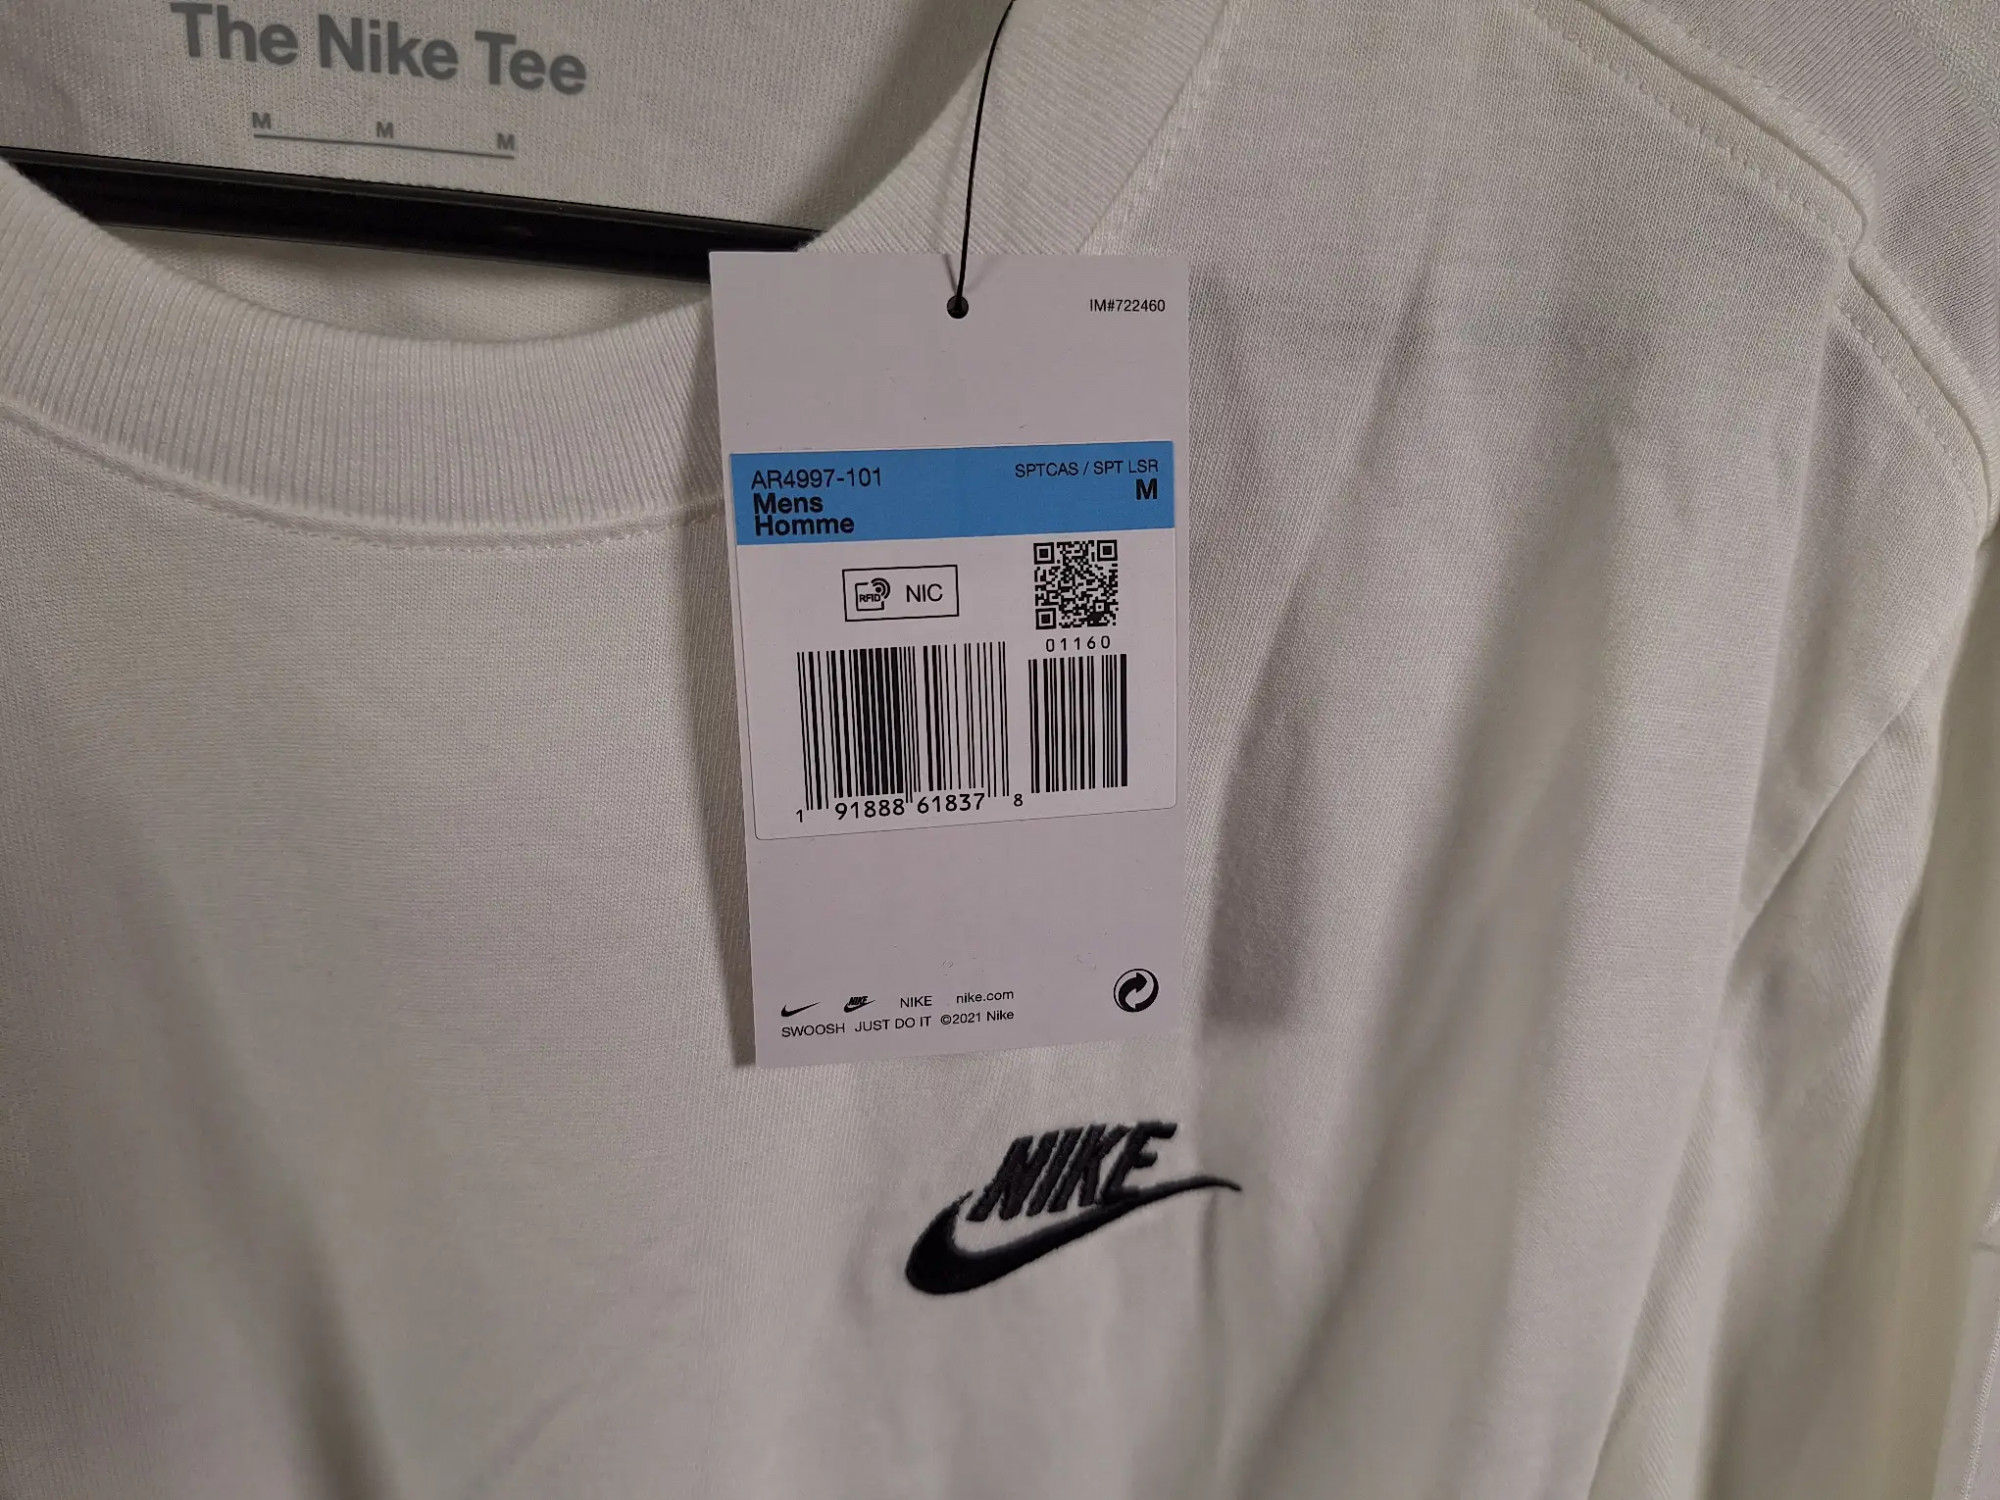 The Nike Tee
M M M
IM#722460
AR4997-101 SPTCAS / SPT LSR
Mens M
Homme
RFID NIC
01160
1 91888 61837 8
NIKE NIKE nike.com
SWOOSH JUST DO IT ©2021 Nike
NIKE